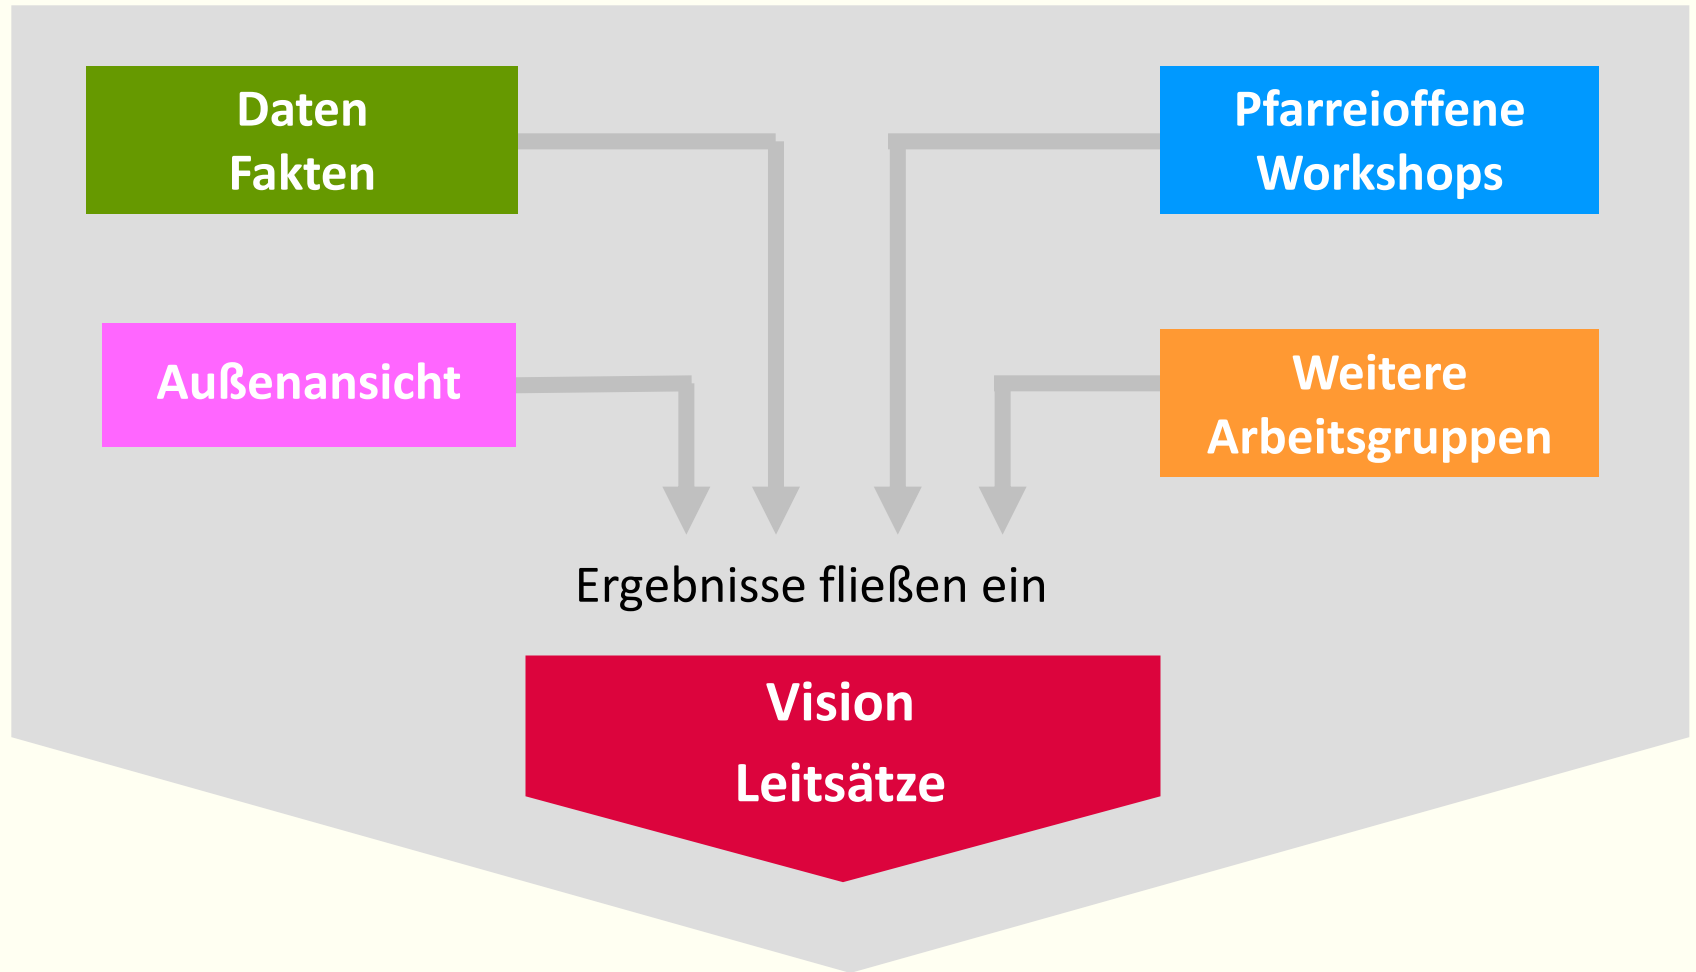 Daten
Fakten
Pfarreioffene
Workshops
Außenansicht
Weitere
Arbeitsgruppen
Ergebnisse fließen ein
Vision
Leitsätze